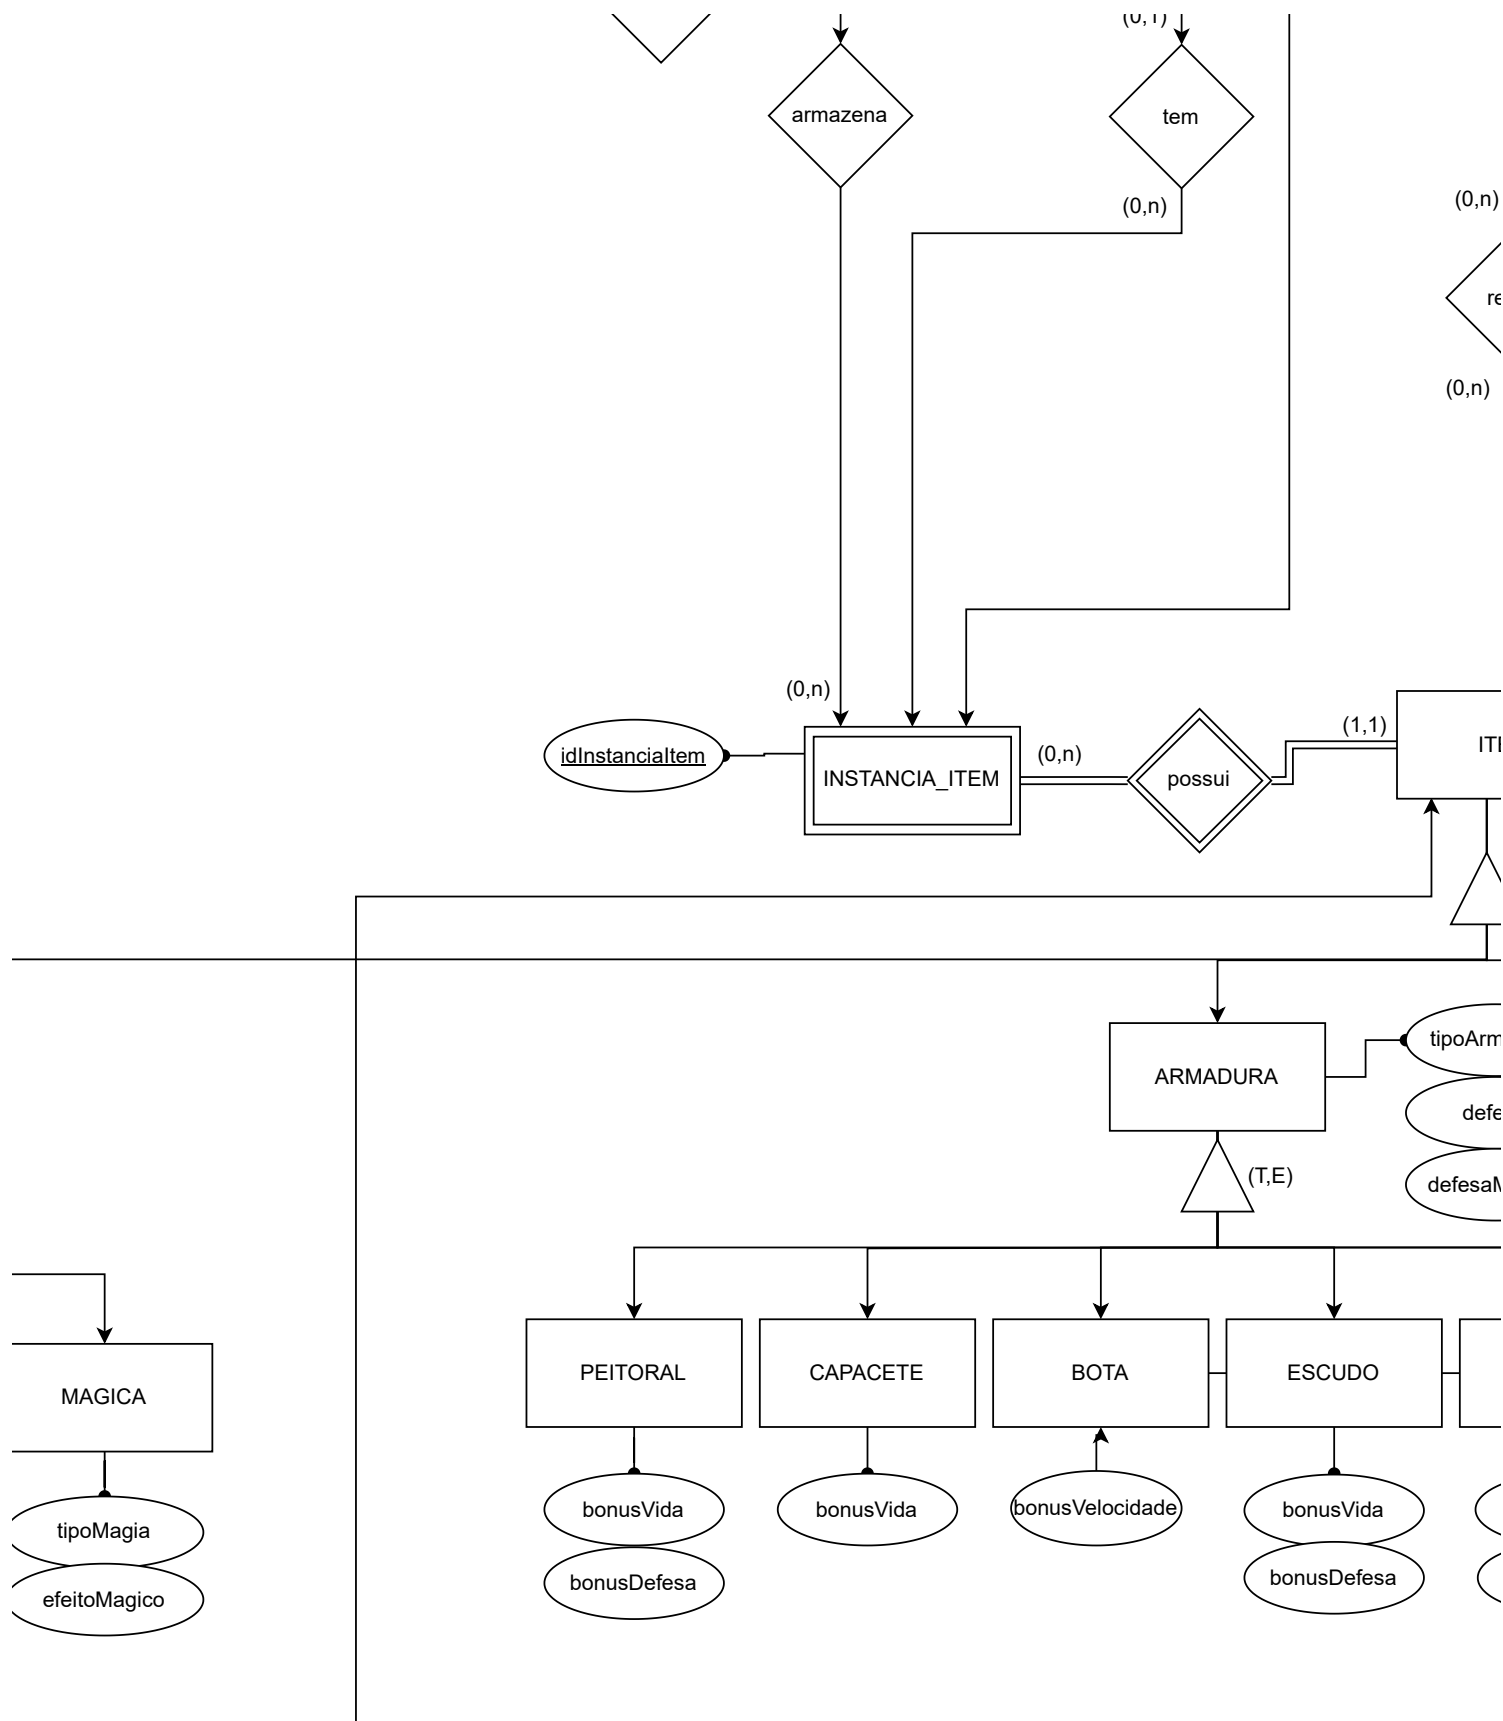 (0,1)
armazena
tem
(0,n)
(0,n)
(0,n)
(0,n)
idInstanciaItem
INSTANCIA_ITEM
(0,n)
possui
(1,1)
ARMADURA
(T,E)
MAGICA
PEITORAL
CAPACETE
BOTA
ESCUDO
tipoMagia
efeitoMagico
bonusVida
bonusDefesa
bonusVida
bonusVelocidade
bonusVida
bonusDefesa